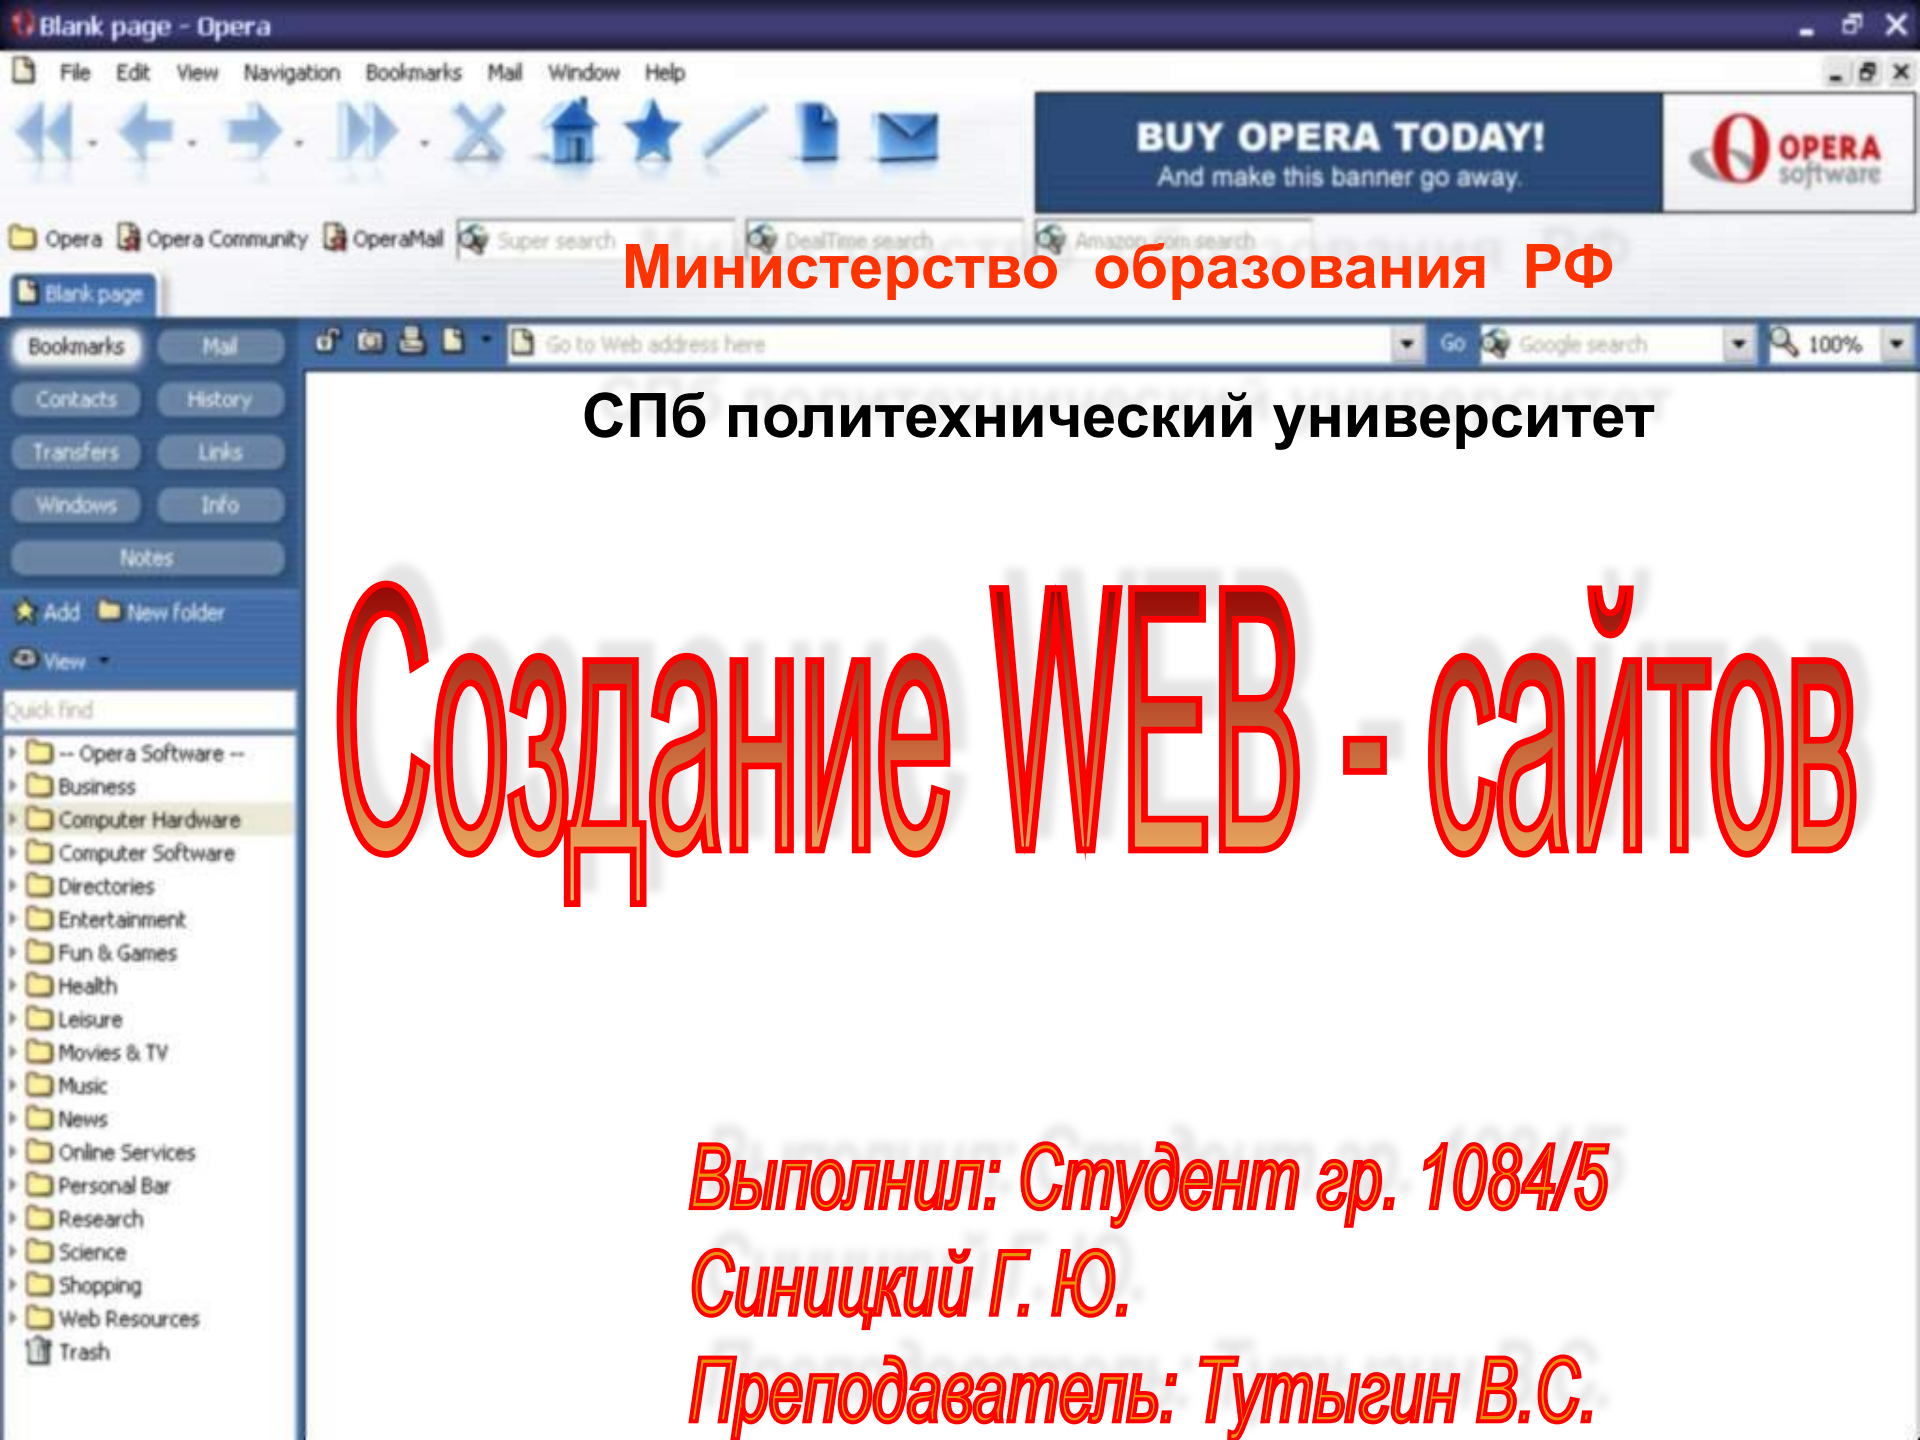 Blank page - Opera
File Edit View Navigation Bookmarks Mail Window Help
BUY OPERA TODAY!
And make this banner go away.
OPERA
software
Opera Opera Community OperaMail Super search DealTime search Amazon.com search
Министерство образования РФ
Blank page
Bookmarks Mail
Go to Web address here Go Google search 100%
Contacts History
СПб политехнический университет
Transfers Links
Windows Info
Notes
Add New folder
View
Quick find
Создание WEB - сайтов
-- Opera Software --
Business
Computer Hardware
Computer Software
Directories
Entertainment
Fun & Games
Health
Leisure
Movies & TV
Music
News
Online Services
Personal Bar
Research
Science
Shopping
Web Resources
Trash
Выполнил: Студент гр. 1084/5
Синицкий Г. Ю.
Преподаватель: Тутыгин В.С.